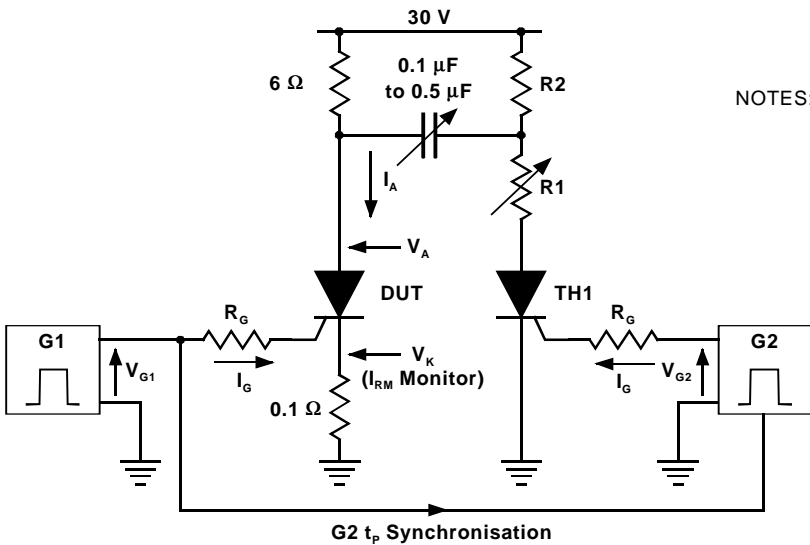 30 V
6 Ω
0.1 µF
to 0.5 µF
R2
NOTES:
I_A
R1
V_A
DUT
TH1
G1
R_G
R_G
G2
V_G1
I_G
V_K
(I_RM Monitor)
I_G
V_G2
0.1 Ω
G2 t_P Synchronisation